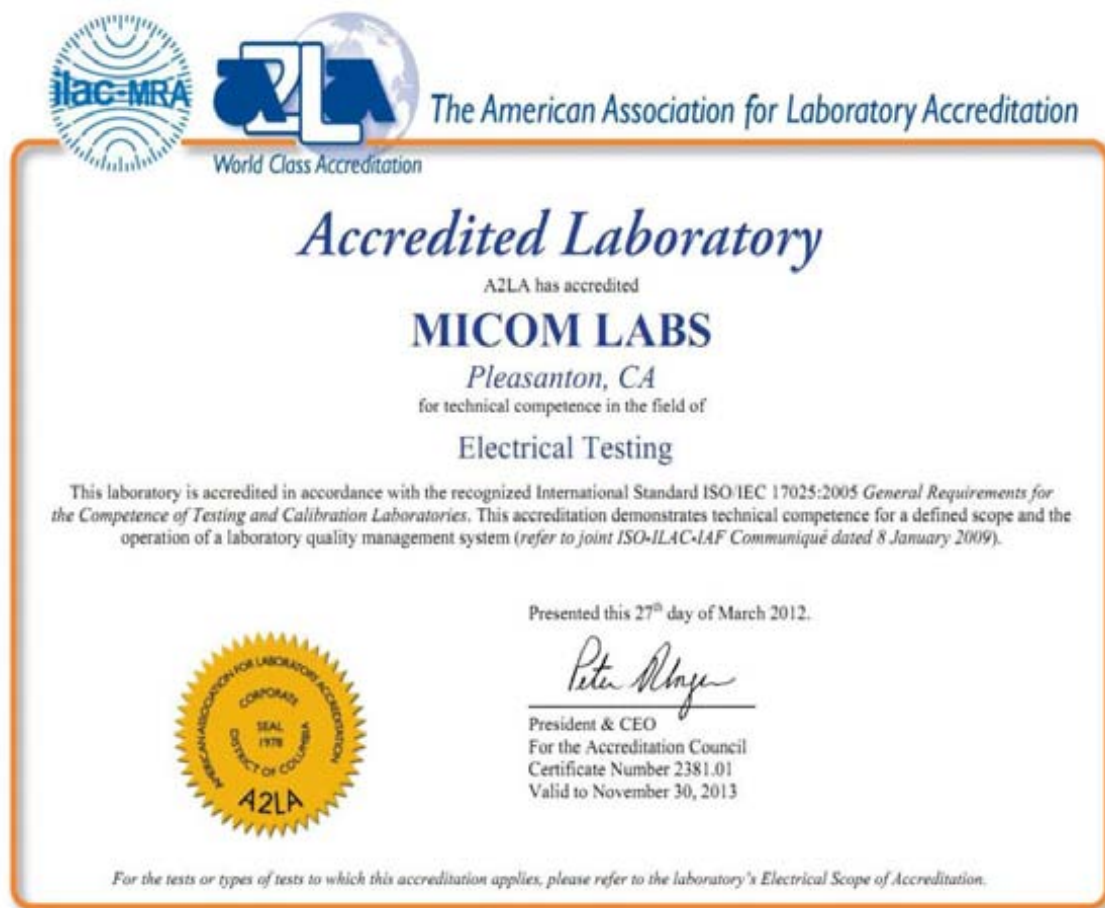 ilac-MRA
A2LA
World Class Accreditation
The American Association for Laboratory Accreditation
Accredited Laboratory
A2LA has accredited
MICOM LABS
Pleasanton, CA
for technical competence in the field of
Electrical Testing
This laboratory is accredited in accordance with the recognized International Standard ISO/IEC 17025:2005 General Requirements for
the Competence of Testing and Calibration Laboratories. This accreditation demonstrates technical competence for a defined scope and the
operation of a laboratory quality management system (refer to joint ISO-ILAC-IAF Communiqué dated 8 January 2009).
Presented this 27th day of March 2012.
President & CEO
For the Accreditation Council
Certificate Number 2381.01
Valid to November 30, 2013
AMERICAN ASSOCIATION FOR LABORATORY ACCREDITATION
CORPORATE
SEAL
1978
DISTRICT OF COLUMBIA
A2LA
For the tests or types of tests to which this accreditation applies, please refer to the laboratory's Electrical Scope of Accreditation.